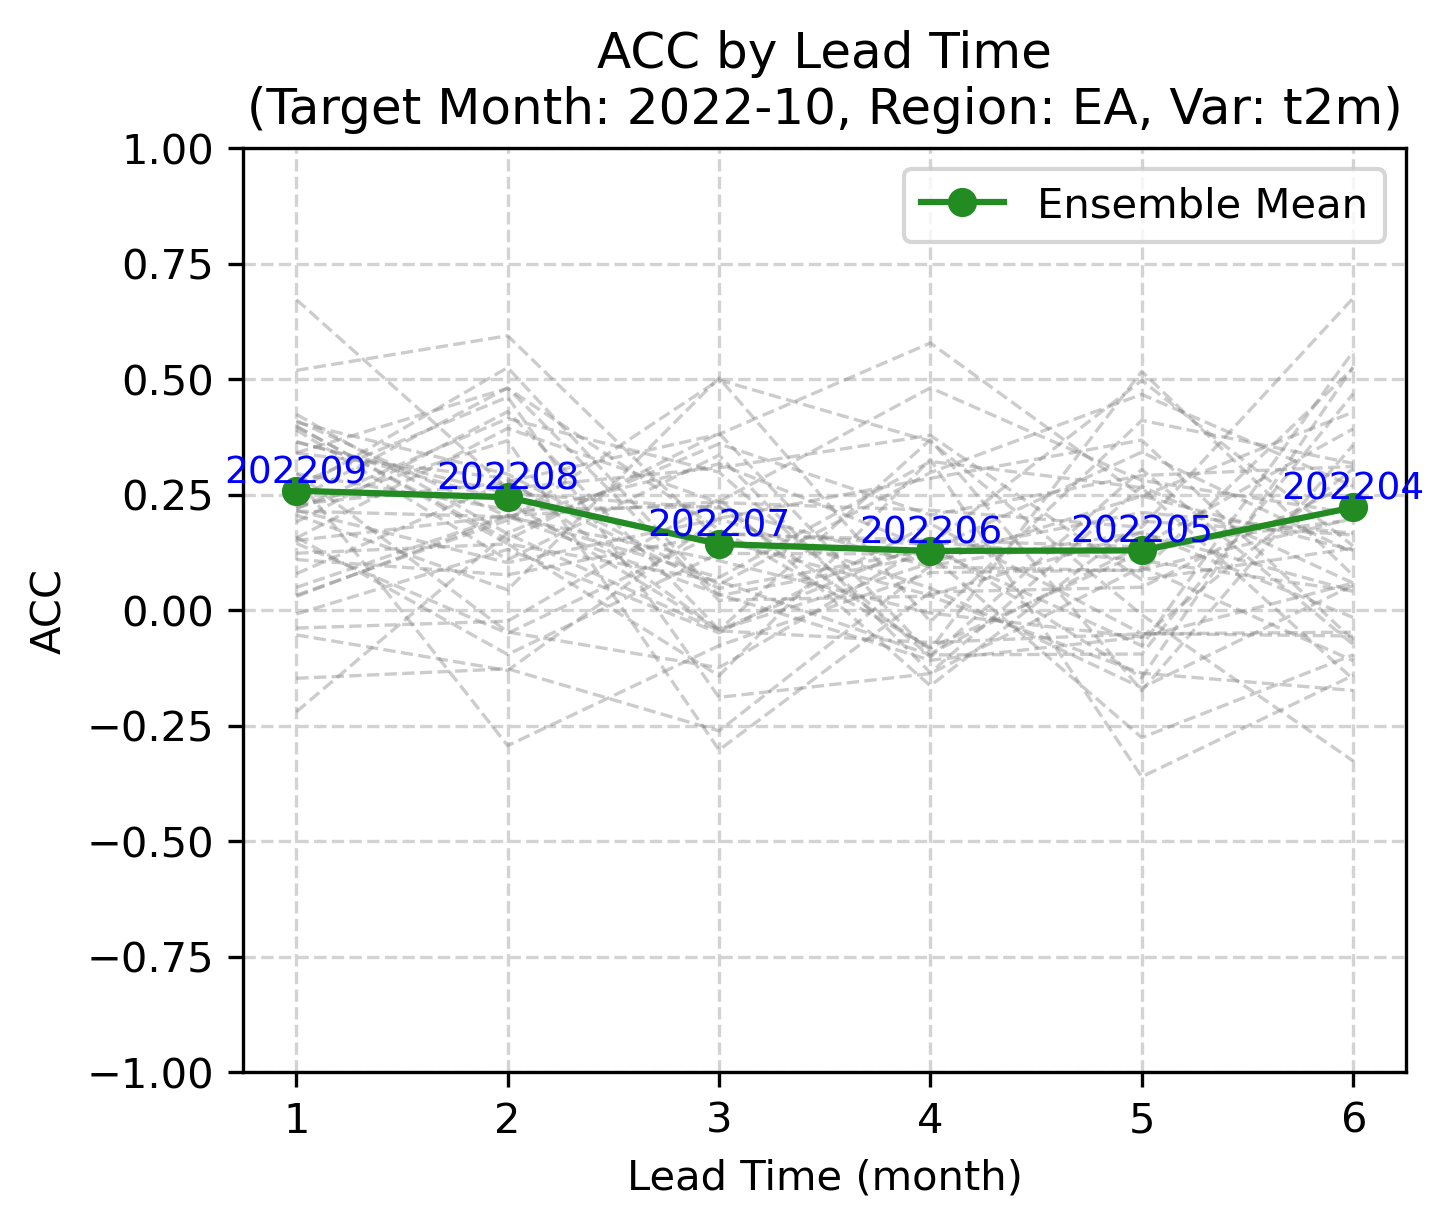 ACC by Lead Time
(Target Month: 2022-10, Region: EA, Var: t2m)
1.00
0.75
0.50
0.25
0.00
−0.25
−0.50
−0.75
−1.00
ACC
Ensemble Mean
202209
202208
202207
202206
202205
202204
1 2 3 4 5 6
Lead Time (month)